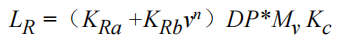 L_R = (K_Ra +K_Rb v^n) DP*M_v K_c